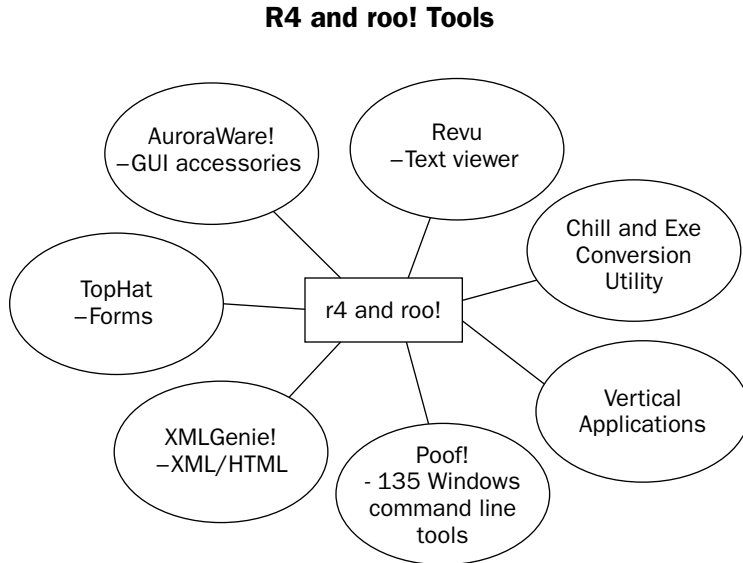 R4 and roo! Tools
AuroraWare!
–GUI accessories
Revu
–Text viewer
Chill and Exe
Conversion
Utility
TopHat
–Forms
r4 and roo!
Vertical
Applications
XMLGenie!
–XML/HTML
Poof!
- 135 Windows
command line
tools